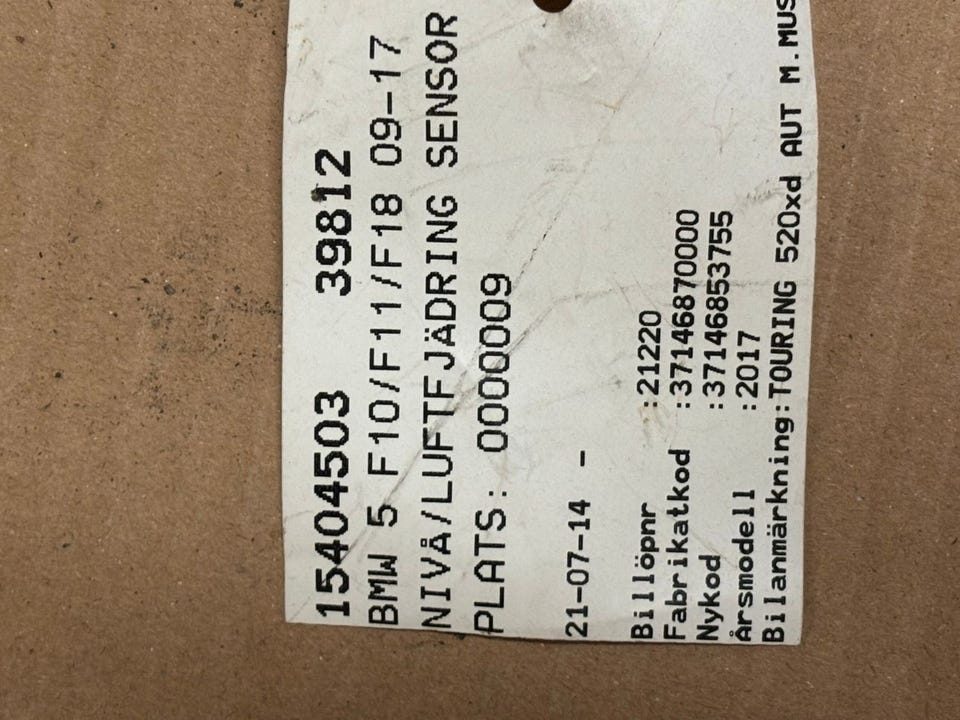 15404503 39812
BMW 5 F10/F11/F18 09-17
NIVÅ/LUFTFJÄDRING SENSOR
PLATS: 0000009
21-07-14 -
Billöpnr :21220
Fabrikatkod :37146870000
Nykod :37146853755
Årsmodell :2017
Bilanmärkning:TOURING 520xd AUT M.MUS